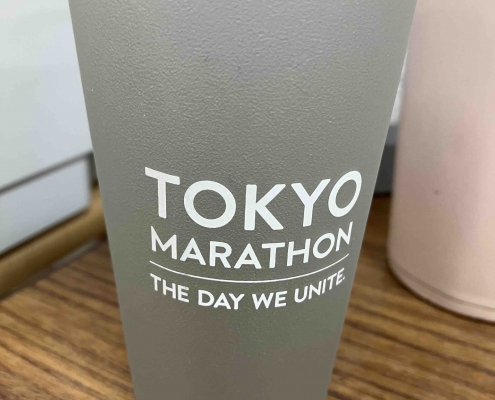 TOKYO
MARATHON
THE DAY WE UNITE.